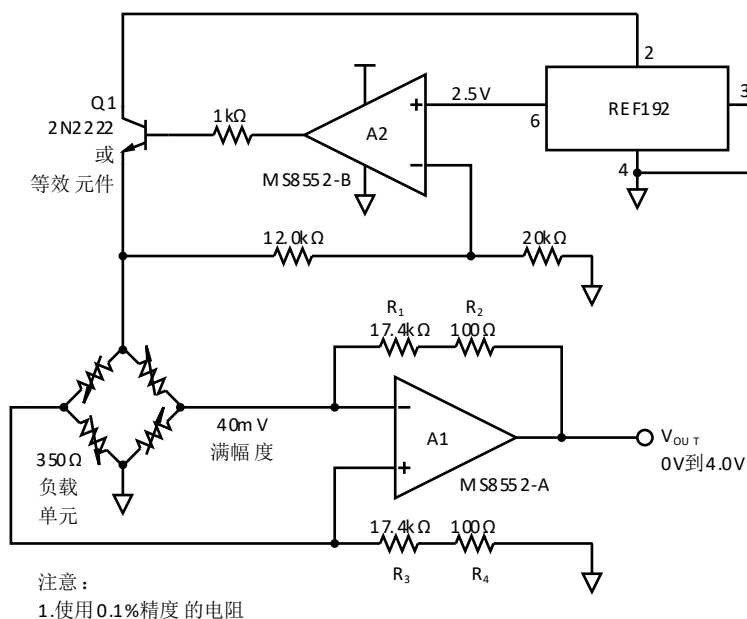 2
Q1
2N2222
或
等效 元件
1kΩ
A2
+
−
MS8552-B
2.5V
6
REF192
3
4
12.0kΩ
20kΩ
R1
R2
17.4kΩ
100Ω
40mV
满幅 度
A1
−
+
MS8552-A
VOUT
0V到4.0V
350Ω
负载
单元
17.4kΩ
100Ω
R3
R4
注意：
1.使用0.1%精度 的电阻